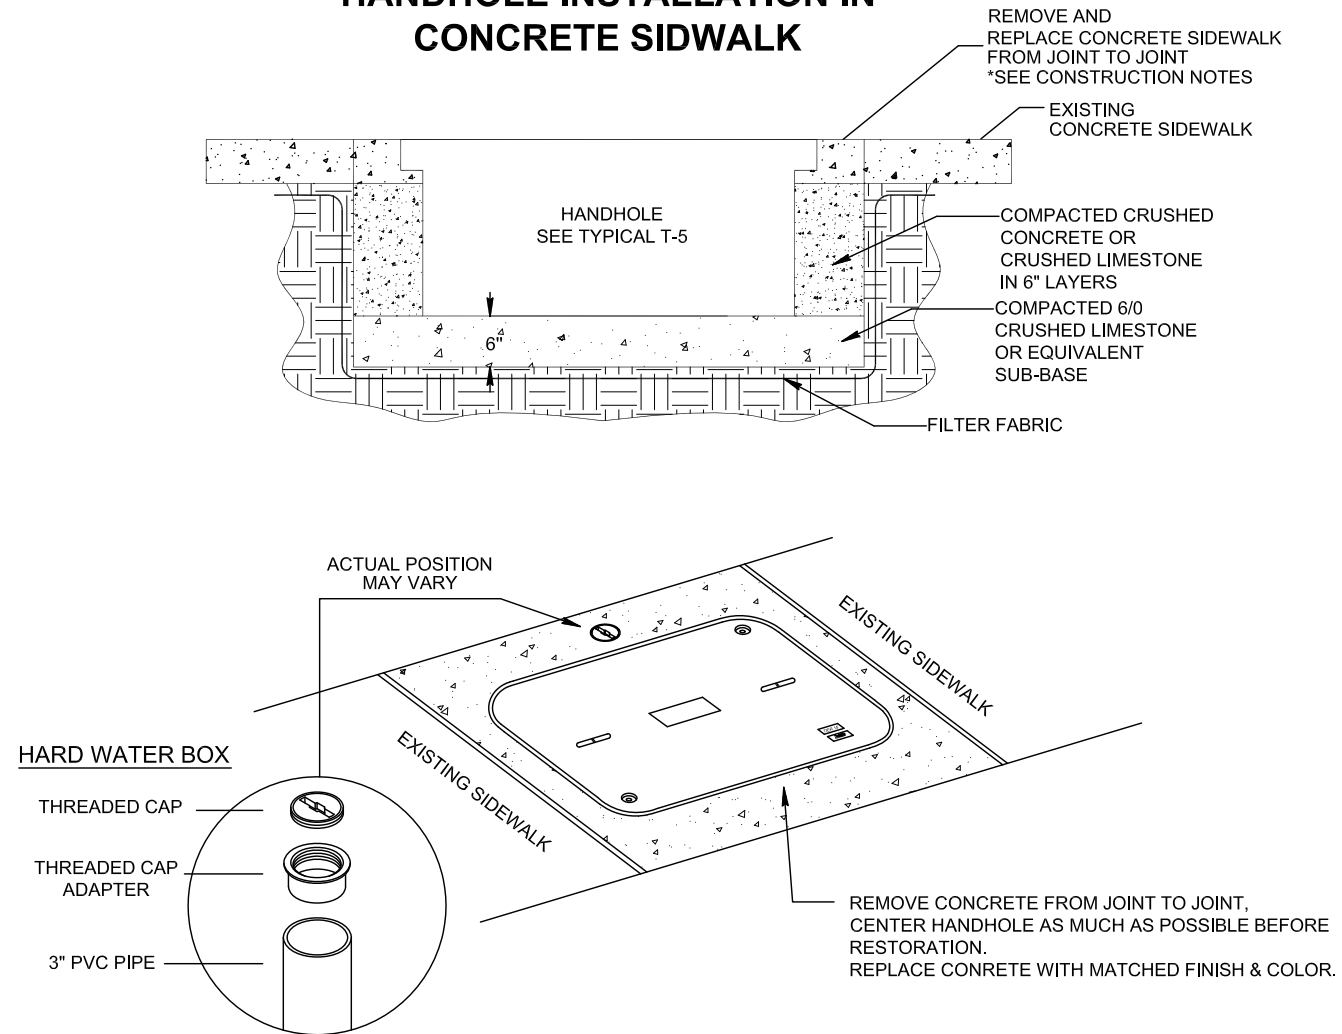 HANDHOLE INSTALLATION IN
CONCRETE SIDWALK
REMOVE AND
REPLACE CONCRETE SIDEWALK
FROM JOINT TO JOINT
*SEE CONSTRUCTION NOTES
EXISTING
CONCRETE SIDEWALK
HANDHOLE
SEE TYPICAL T-5
COMPACTED CRUSHED
CONCRETE OR
CRUSHED LIMESTONE
IN 6" LAYERS
6"
COMPACTED 6/0
CRUSHED LIMESTONE
OR EQUIVALENT
SUB-BASE
FILTER FABRIC
ACTUAL POSITION
MAY VARY
EXISTING SIDEWALK
EXISTING SIDEWALK
HARD WATER BOX
THREADED CAP
THREADED CAP
ADAPTER
3" PVC PIPE
REMOVE CONCRETE FROM JOINT TO JOINT,
CENTER HANDHOLE AS MUCH AS POSSIBLE BEFORE
RESTORATION.
REPLACE CONRETE WITH MATCHED FINISH & COLOR.